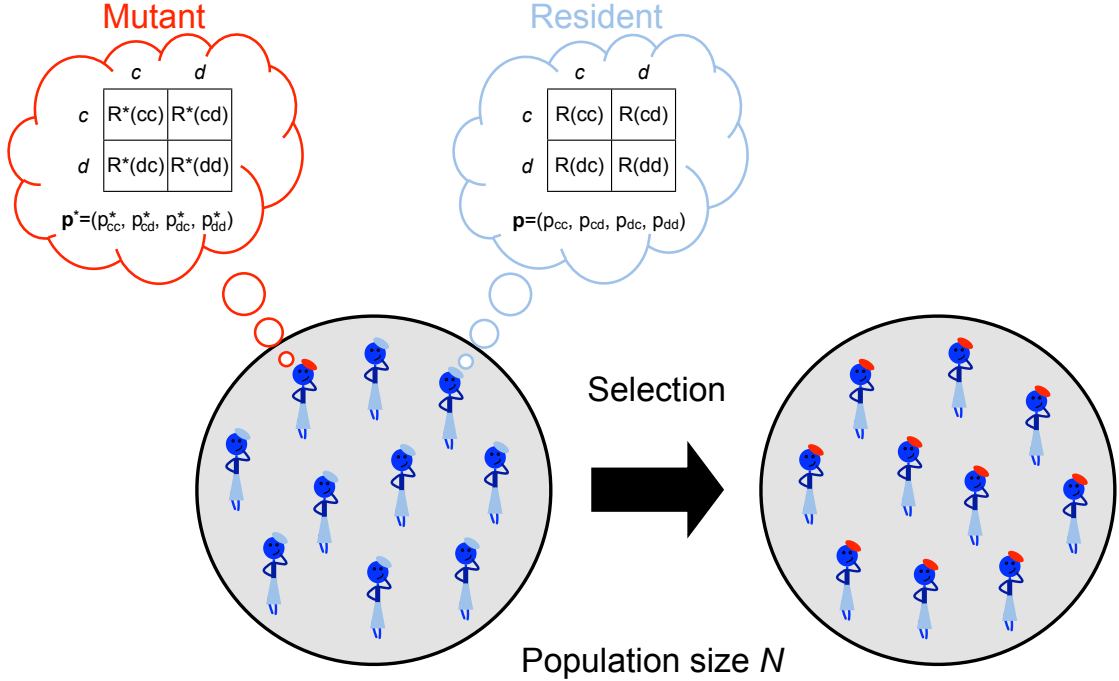 Mutant
c d
c R*(cc) R*(cd)
d R*(dc) R*(dd)
p*=(p*cc, p*cd, p*dc, p*dd)
Resident
c d
c R(cc) R(cd)
d R(dc) R(dd)
p=(pcc, pcd, pdc, pdd)
Selection
Population size N